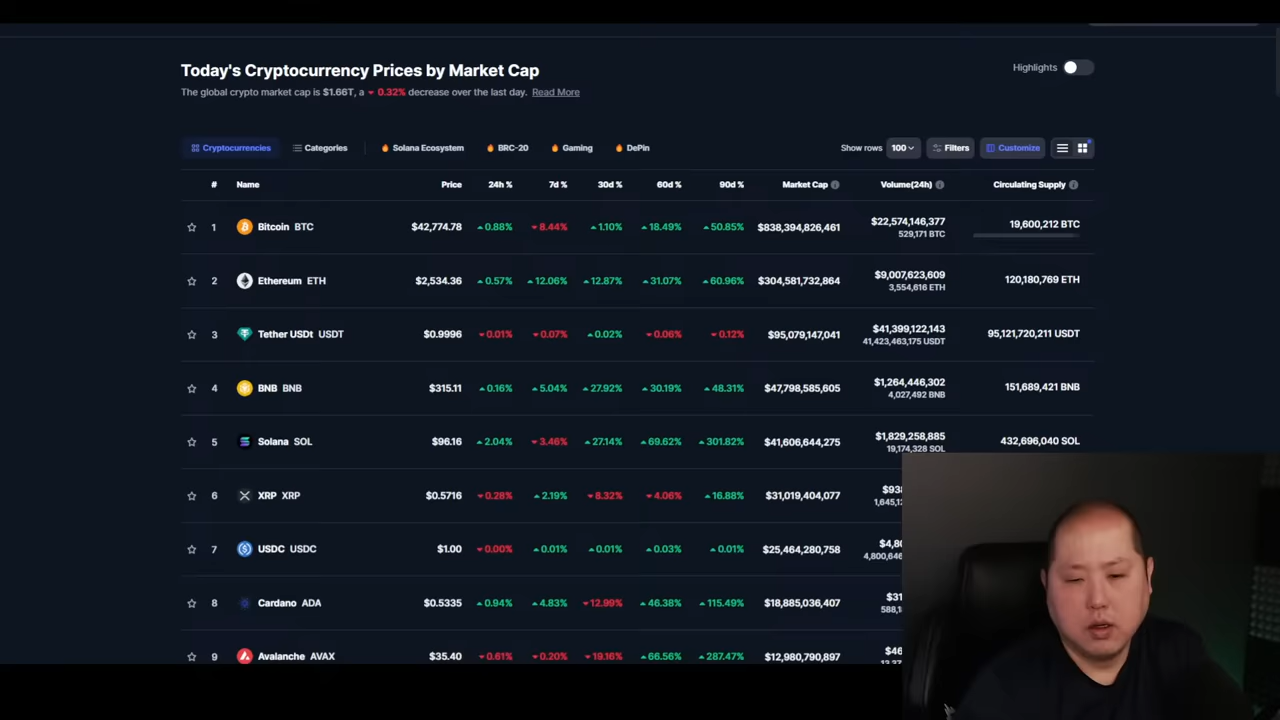 Today's Cryptocurrency Prices by Market Cap
Highlights
The global crypto market cap is $1.66T, a 0.32% decrease over the last day. Read More
Cryptocurrencies Categories Solana Ecosystem BRC-20 Gaming DePin Show rows 100 Filters Customize
# Name Price 24h % 7d % 30d % 60d % 90d % Market Cap Volume(24h) Circulating Supply
1 Bitcoin BTC $42,774.78 0.88% 8.44% 1.10% 18.49% 50.85% $838,394,826,461 $22,574,146,377 19,600,212 BTC
529,171 BTC
2 Ethereum ETH $2,534.36 0.57% 12.06% 12.87% 31.07% 60.96% $304,581,732,864 $9,007,623,609 120,180,769 ETH
3,554,616 ETH
3 Tether USDt USDT $0.9996 0.01% 0.07% 0.02% 0.06% 0.12% $95,079,147,041 $41,399,122,143 95,121,720,211 USDT
41,423,463,175 USDT
4 BNB BNB $315.11 0.16% 5.04% 27.92% 30.19% 48.31% $47,798,585,605 $1,264,446,302 151,689,421 BNB
4,027,492 BNB
5 Solana SOL $96.16 2.04% 3.46% 27.14% 69.62% 301.82% $41,606,644,275 $1,829,258,885 432,696,040 SOL
19,174,328 SOL
6 XRP XRP $0.5716 0.28% 2.19% 8.32% 4.06% 16.88% $31,019,404,077
7 USDC USDC $1.00 0.00% 0.01% 0.01% 0.03% 0.01% $25,464,280,758
8 Cardano ADA $0.5335 0.94% 4.83% 12.99% 46.38% 115.49% $18,885,036,407
9 Avalanche AVAX $35.40 0.61% 0.20% 19.16% 66.56% 287.47% $12,980,790,897